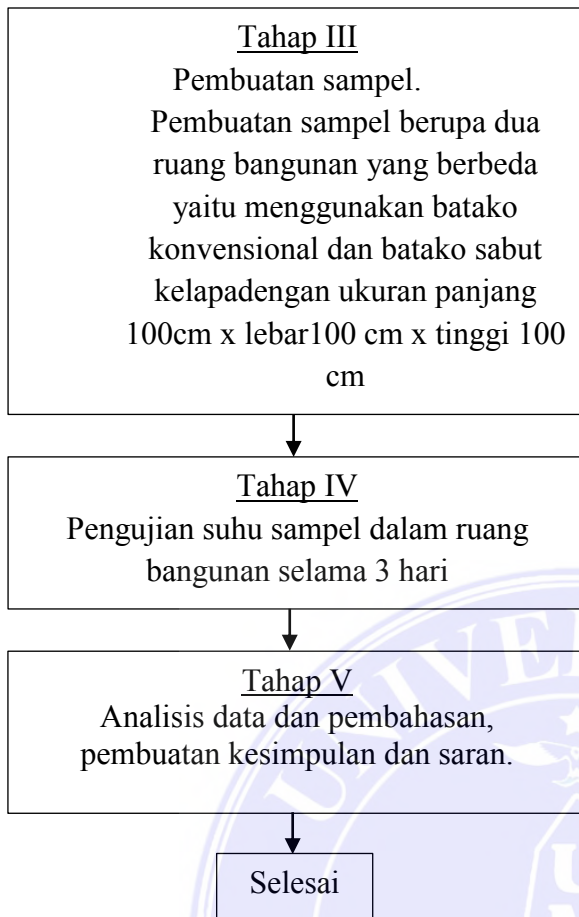 Tahap III
Pembuatan sampel.
Pembuatan sampel berupa dua
ruang bangunan yang berbeda
yaitu menggunakan batako
konvensional dan batako sabut
kelapadengan ukuran panjang
100cm x lebar100 cm x tinggi 100
cm
Tahap IV
Pengujian suhu sampel dalam ruang
bangunan selama 3 hari
Tahap V
Analisis data dan pembahasan,
pembuatan kesimpulan dan saran.
Selesai